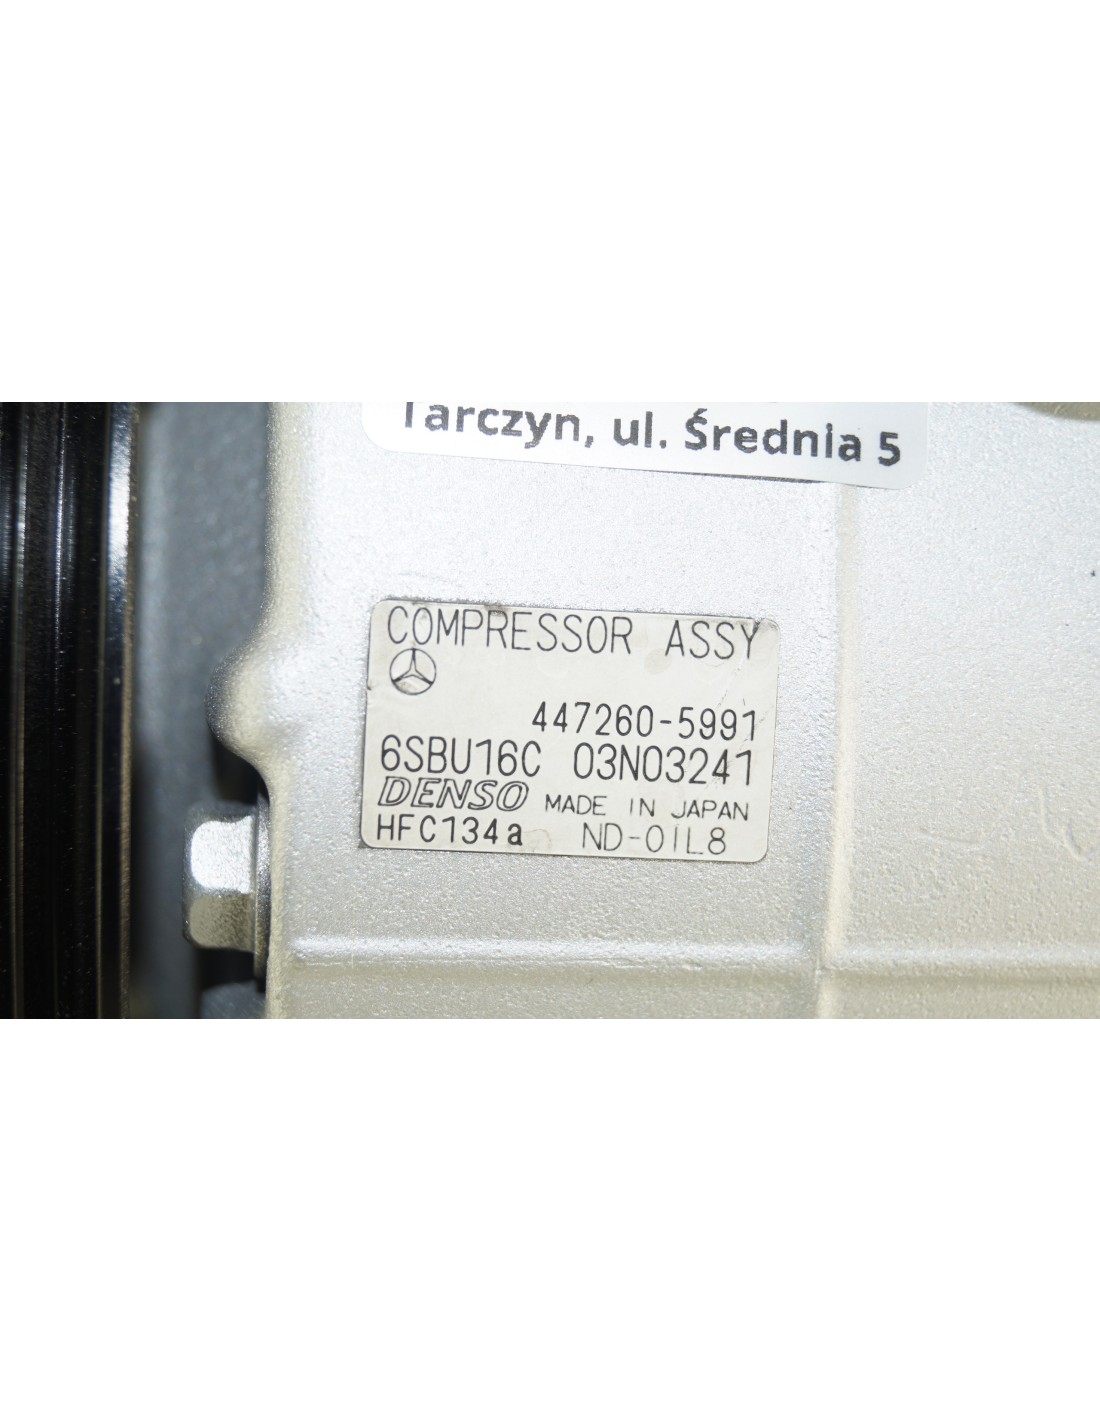 Tarczyn, ul. Średnia 5
COMPRESSOR ASSY
447260-5991
6SBU16C 03N03241
DENSO MADE IN JAPAN
HFC134a ND-OIL8